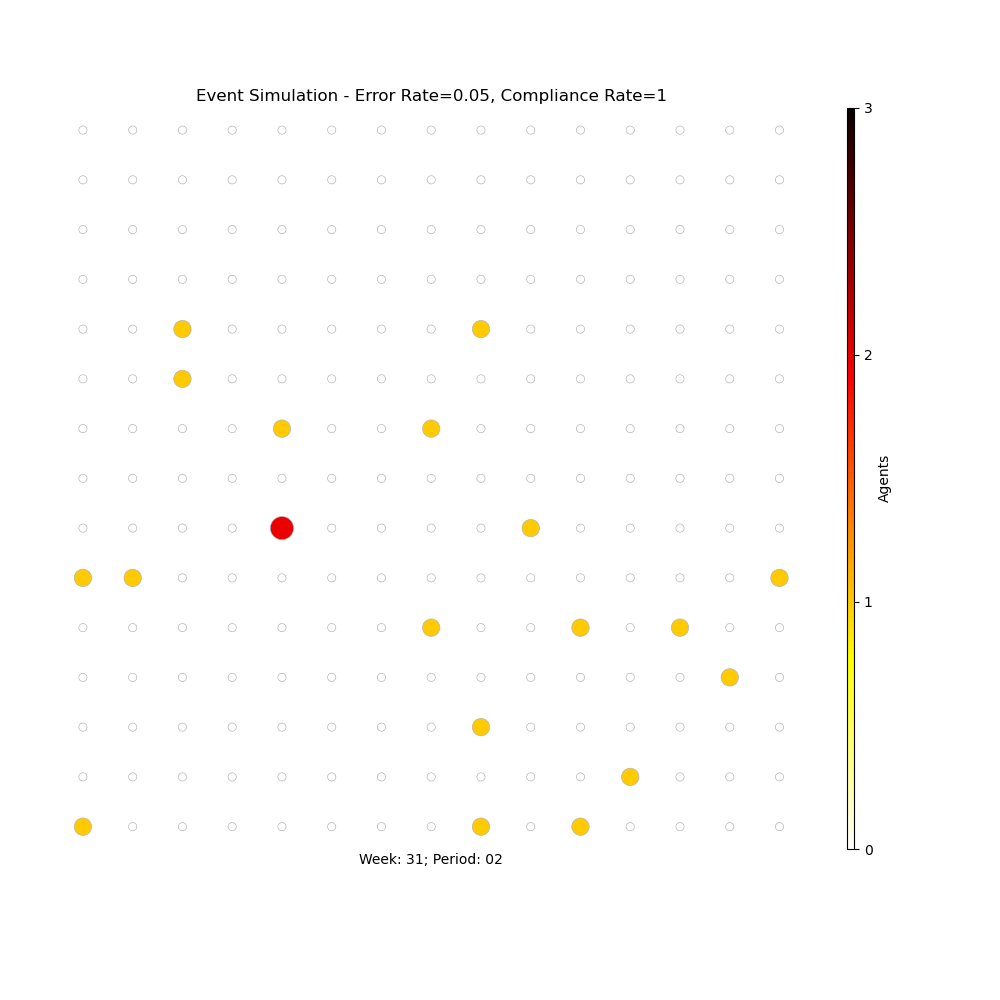 Event Simulation - Error Rate=0.05, Compliance Rate=1
3
2
Agents
1
0
Week: 31; Period: 02